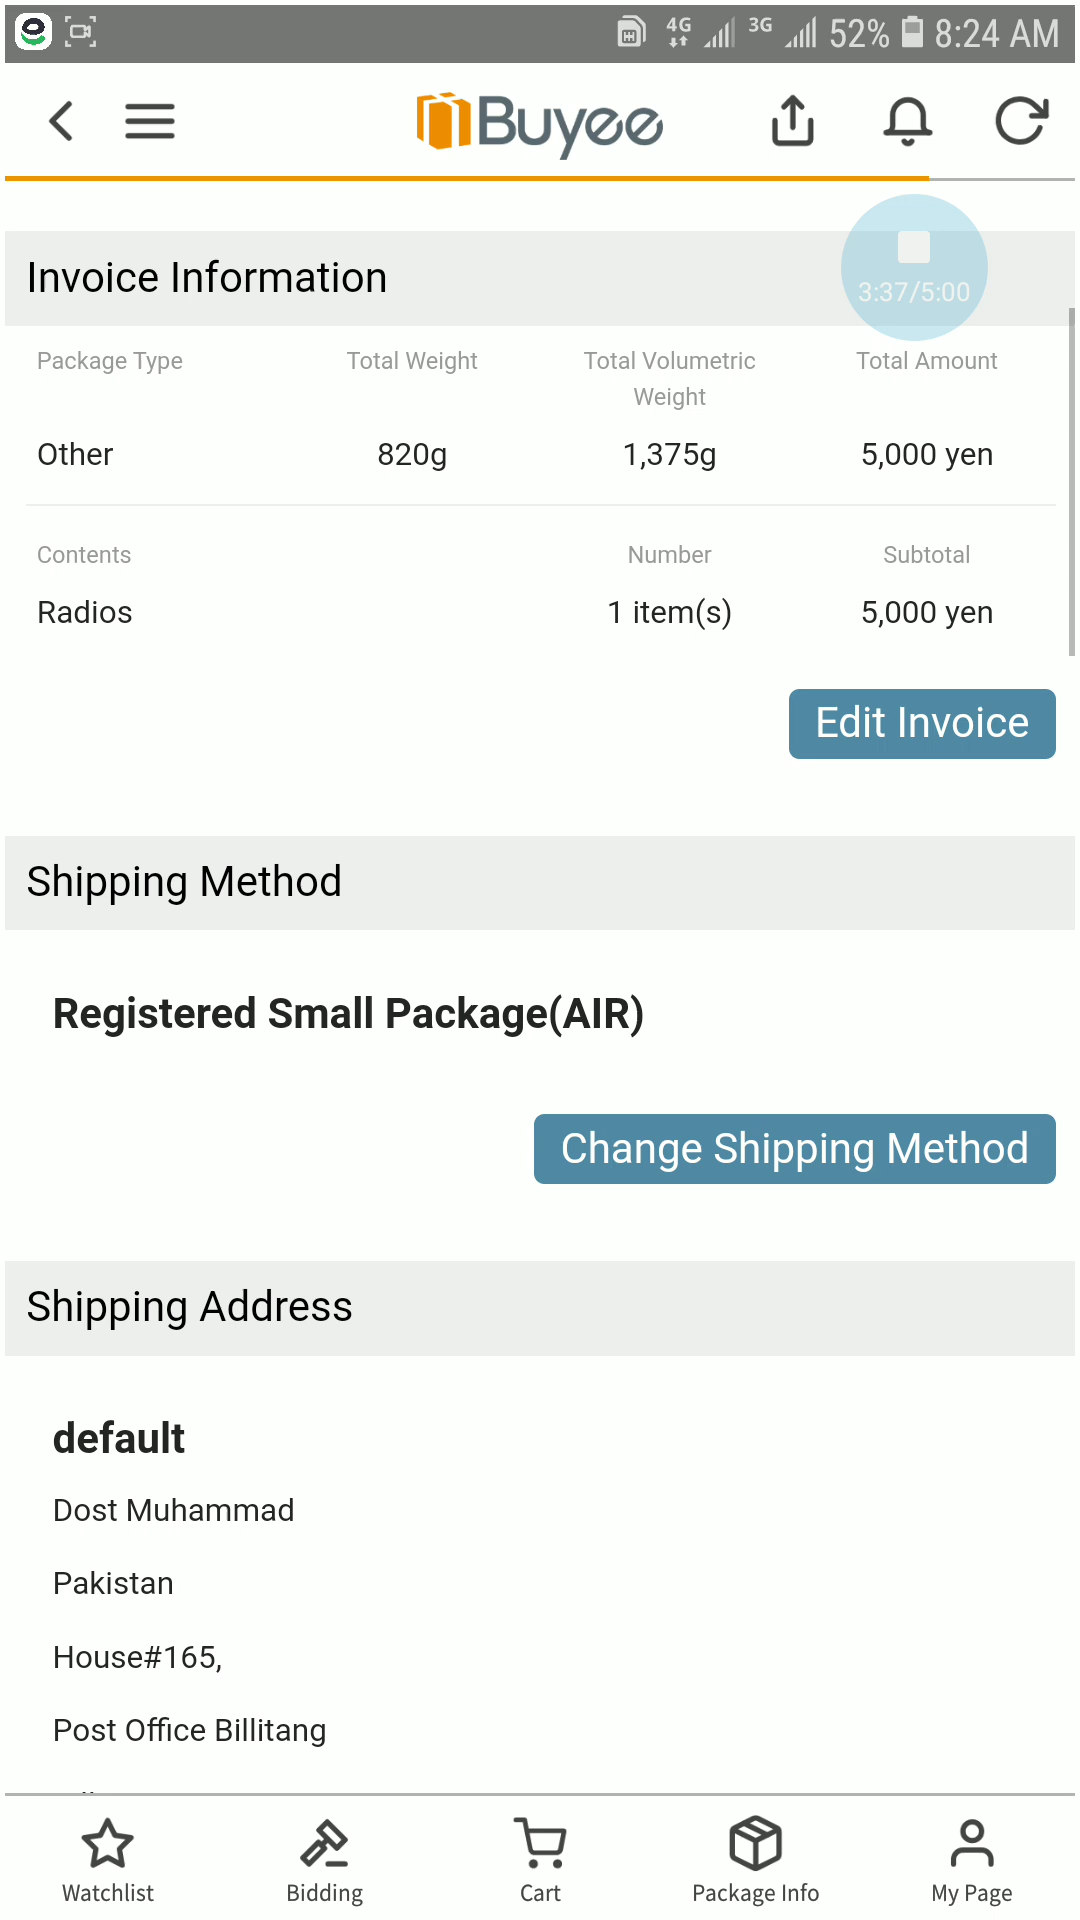 4G 3G 52% 8:24 AM
Buyee
3:37/5:00
Invoice Information
Package Type Total Weight Total Volumetric Weight Total Amount
Other 820g 1,375g 5,000 yen
Contents Number Subtotal
Radios 1 item(s) 5,000 yen
Edit Invoice
Shipping Method
Registered Small Package(AIR)
Change Shipping Method
Shipping Address
default
Dost Muhammad
Pakistan
House#165,
Post Office Billitang
Watchlist Bidding Cart Package Info My Page